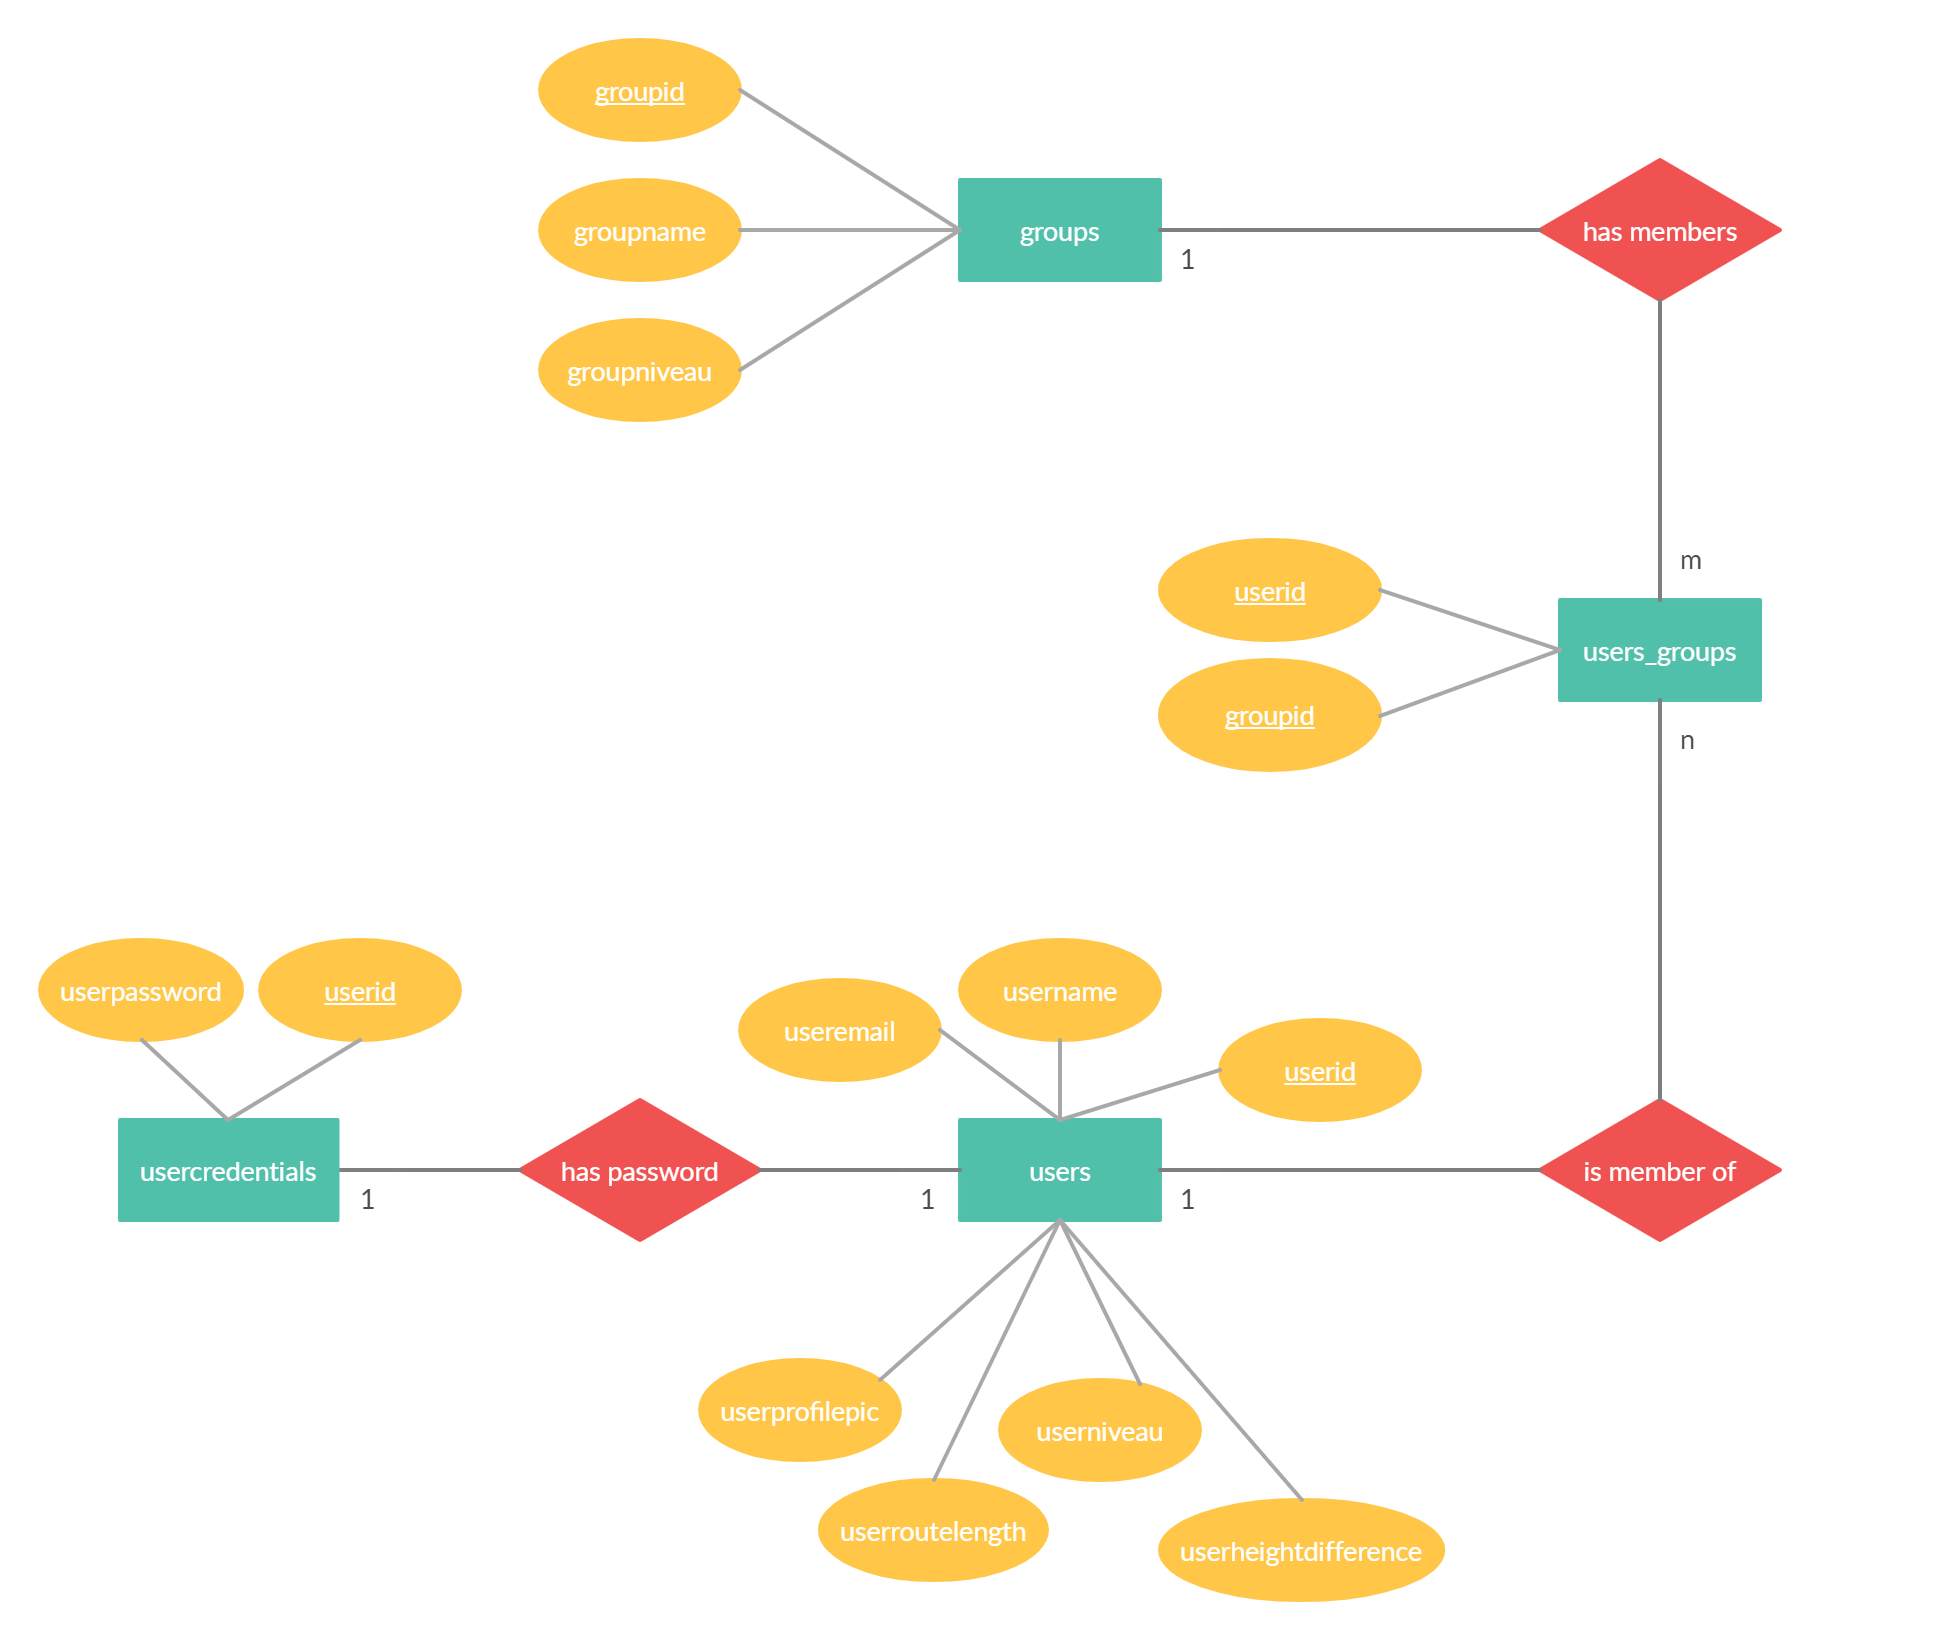 groupid
groupname
groups
has members
1
groupniveau
m
userid
users_groups
groupid
n
userpassword
userid
useremail
username
userid
usercredentials
1
has password
1
users
1
is member of
userprofilepic
userniveau
userroutelength
userheightdifference